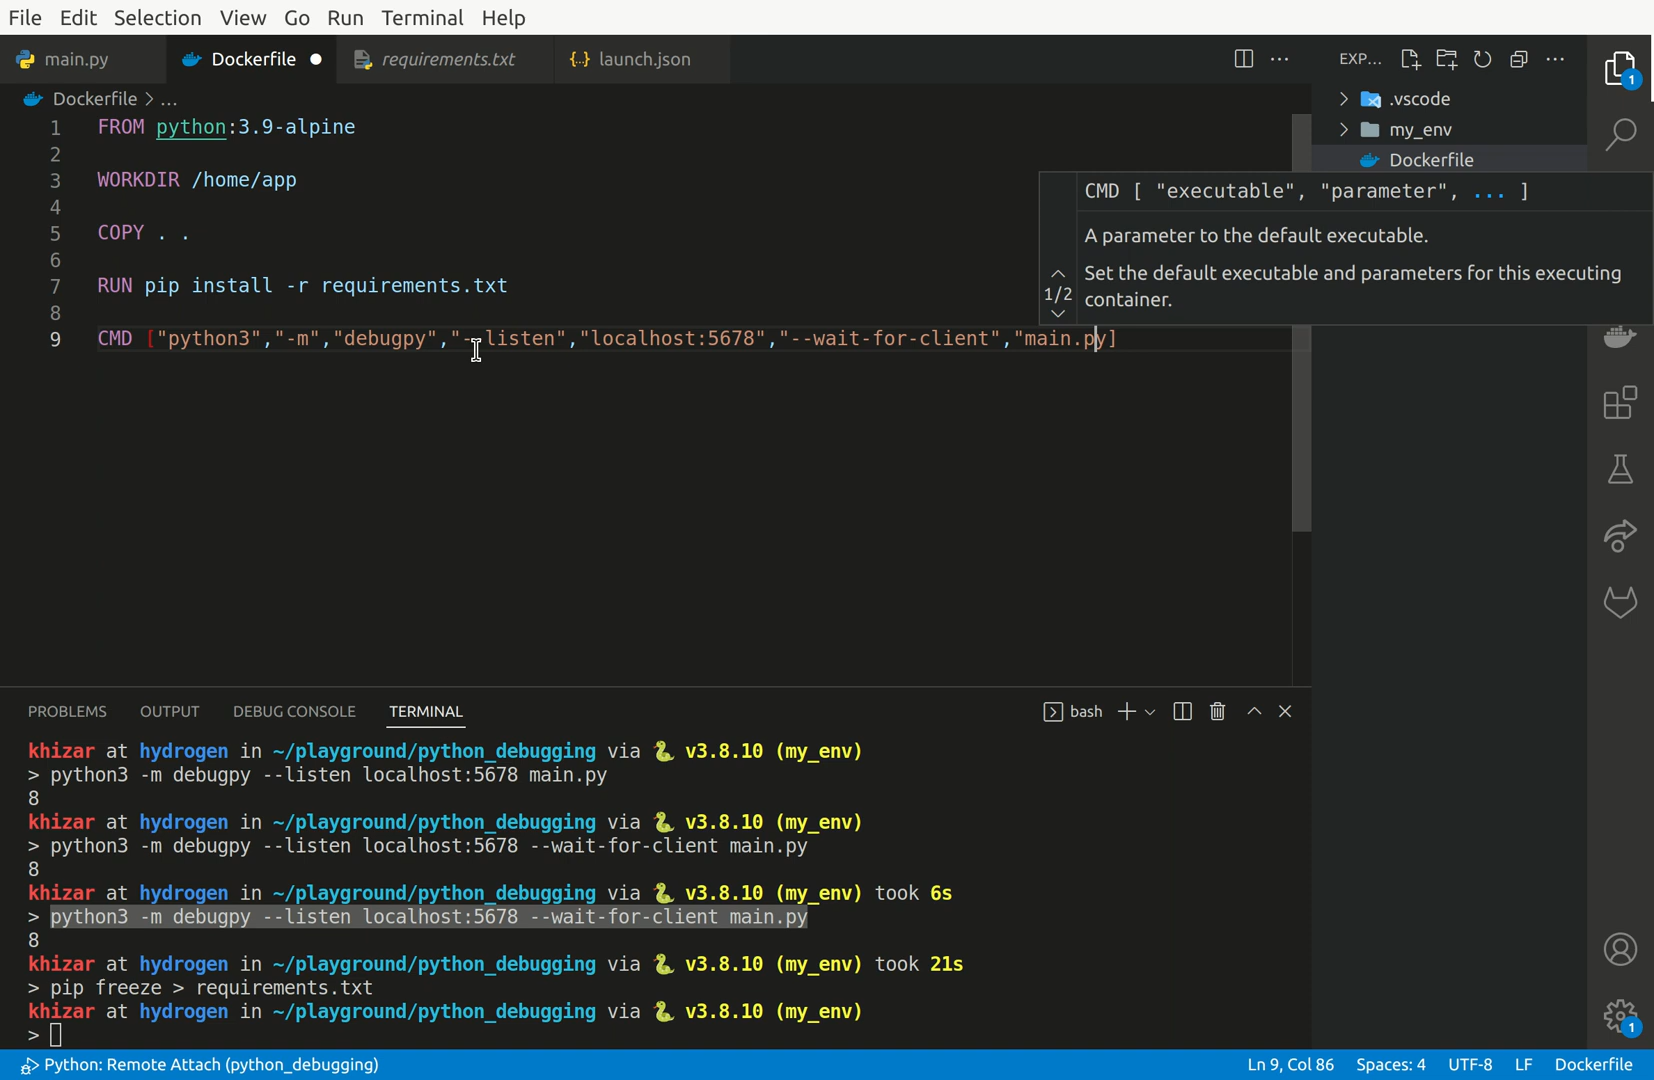 File Edit Selection View Go Run Terminal Help
main.py Dockerfile requirements.txt {..} launch.json
EXP...
Dockerfile > ...
1 FROM python:3.9-alpine
2
3 WORKDIR /home/app
4
5 COPY . .
6
7 RUN pip install -r requirements.txt
8
9 CMD ["python3","-m","debugpy","--listen","localhost:5678","--wait-for-client","main.py]
CMD [ "executable", "parameter", ... ]
A parameter to the default executable.
Set the default executable and parameters for this executing
container.
1/2
.vscode
my_env
Dockerfile
1
PROBLEMS OUTPUT DEBUG CONSOLE TERMINAL
bash
khizar at hydrogen in ~/playground/python_debugging via 🐍 v3.8.10 (my_env)
> python3 -m debugpy --listen localhost:5678 main.py
8
khizar at hydrogen in ~/playground/python_debugging via 🐍 v3.8.10 (my_env)
> python3 -m debugpy --listen localhost:5678 --wait-for-client main.py
8
khizar at hydrogen in ~/playground/python_debugging via 🐍 v3.8.10 (my_env) took 6s
> python3 -m debugpy --listen localhost:5678 --wait-for-client main.py
8
khizar at hydrogen in ~/playground/python_debugging via 🐍 v3.8.10 (my_env) took 21s
> pip freeze > requirements.txt
khizar at hydrogen in ~/playground/python_debugging via 🐍 v3.8.10 (my_env)
>
1
Python: Remote Attach (python_debugging)
Ln 9, Col 86 Spaces: 4 UTF-8 LF Dockerfile